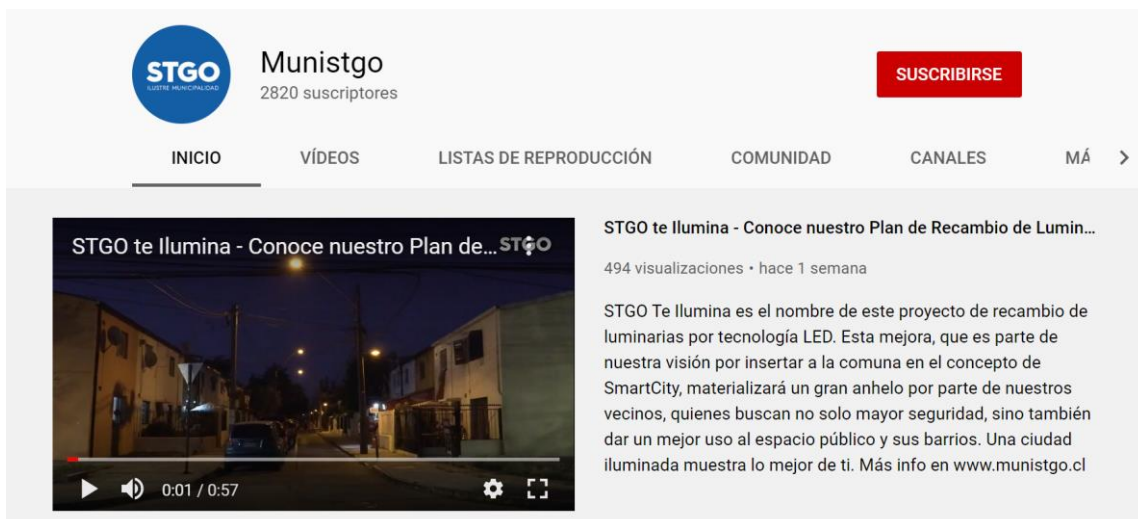 STGO
ILUSTRE MUNICIPALIDAD
Munistgo
2820 suscriptores
SUSCRIBIRSE
INICIO VÍDEOS LISTAS DE REPRODUCCIÓN COMUNIDAD CANALES MÁ
STGO te Ilumina - Conoce nuestro Plan de... STGO
0:01 / 0:57
STGO te Ilumina - Conoce nuestro Plan de Recambio de Lumin...
494 visualizaciones • hace 1 semana
STGO Te Ilumina es el nombre de este proyecto de recambio de
luminarias por tecnología LED. Esta mejora, que es parte de
nuestra visión por insertar a la comuna en el concepto de
SmartCity, materializará un gran anhelo por parte de nuestros
vecinos, quienes buscan no solo mayor seguridad, sino también
dar un mejor uso al espacio público y sus barrios. Una ciudad
iluminada muestra lo mejor de ti. Más info en www.munistgo.cl